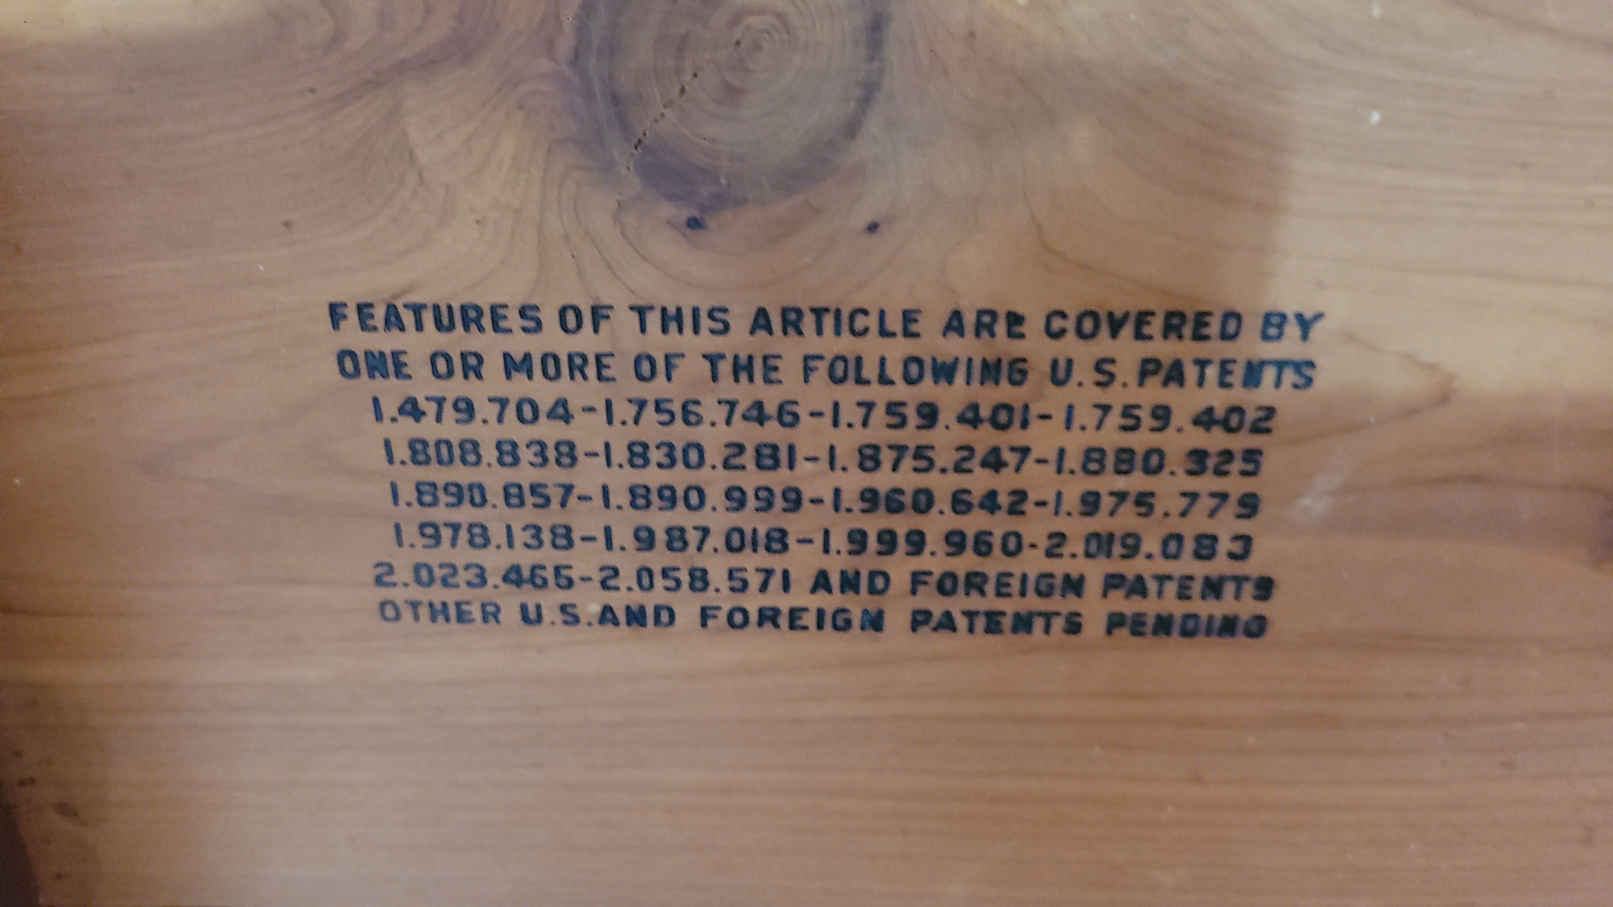 FEATURES OF THIS ARTICLE ARE COVERED BY
ONE OR MORE OF THE FOLLOWING U.S.PATENTS
1.479.704-1.756.746-1.759.401-1.759.402
1.808.838-1.830.281-1.875.247-1.880.325
1.890.857-1.890.999-1.960.642-1.975.779
1.978.138-1.987.018-1.999.960-2.019.083
2.023.466-2.058.571 AND FOREIGN PATENTS
OTHER U.S.AND FOREIGN PATENTS PENDING